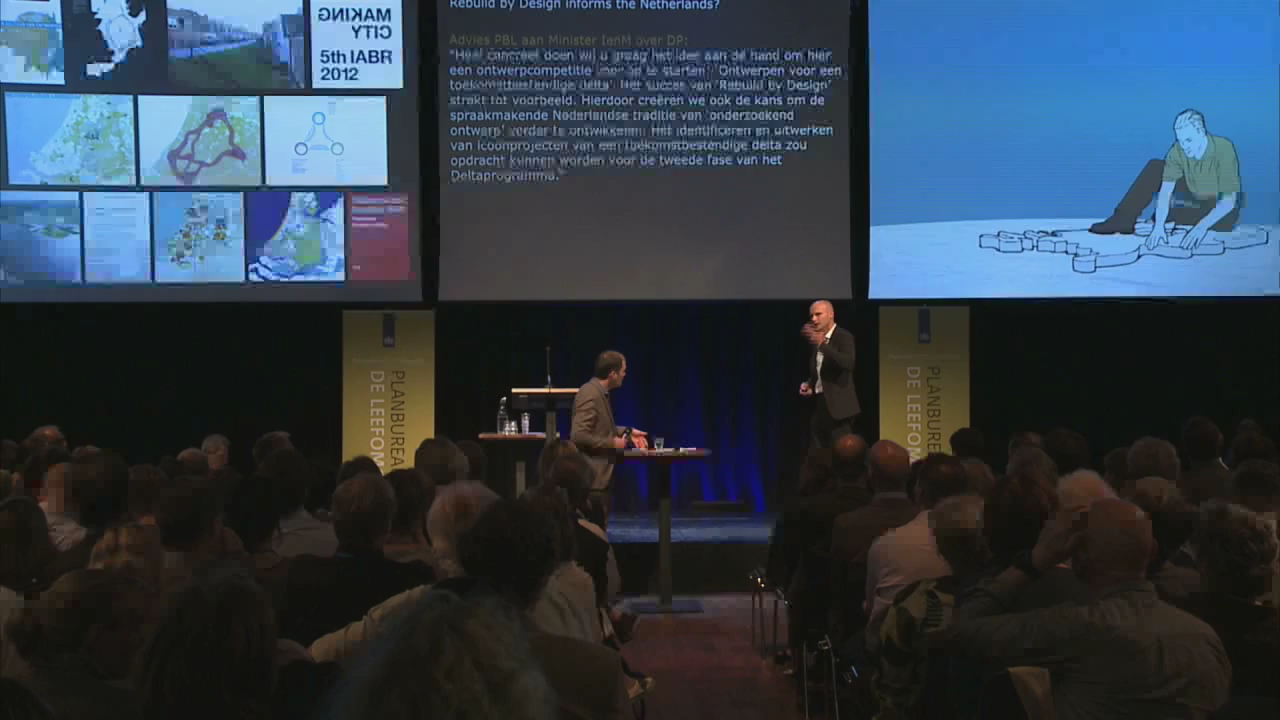 MAKING
CITY
5th IABR
2012
Rebuild by Design informs the Netherlands?
Advies PBL aan Minister IenM over DP:
"Heel concreet doen wij u graag het idee aan de hand om hier
een ontwerpcompetitie op te starten' 'Ontwerpen voor een
toekomstbestendige delta'. Het succes van 'Rebuild by Design'
strekt tot voorbeeld. Hierdoor creëren we ook de kans om de
spraakmakende Nederlandse traditie van 'onderzoekend
ontwerp' verder te ontwikkelen. Het identificeren en uitwerken
van icoonprojecten van een toekomstbestendige delta zou
opdracht kunnen worden voor de tweede fase van het
Deltaprogramma."
PLANBUREA
DE LEEFOM
PLANBUREA
DE LEEFOM